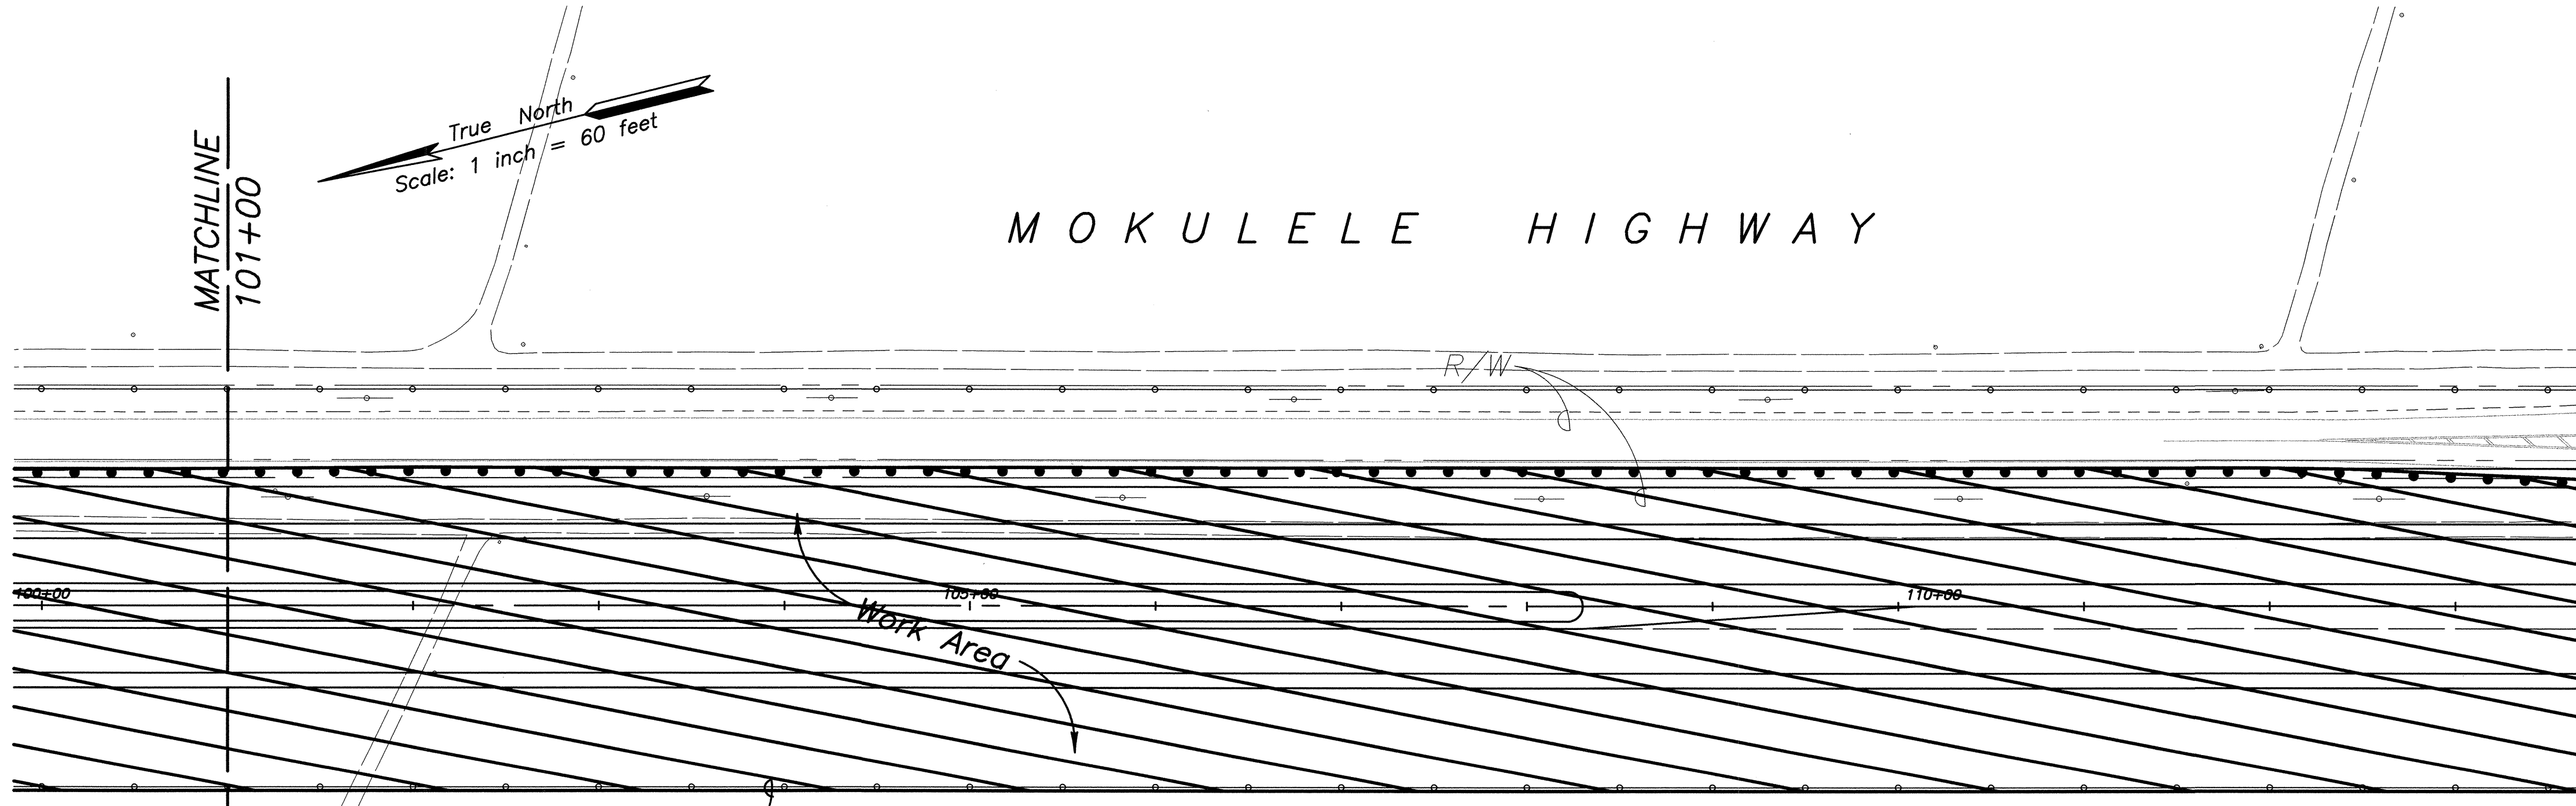 True North
Scale: 1 inch = 60 feet
MATCHLINE
101+00
MOKULELE HIGHWAY
R/W
100+00
105+00
110+00
Work Area